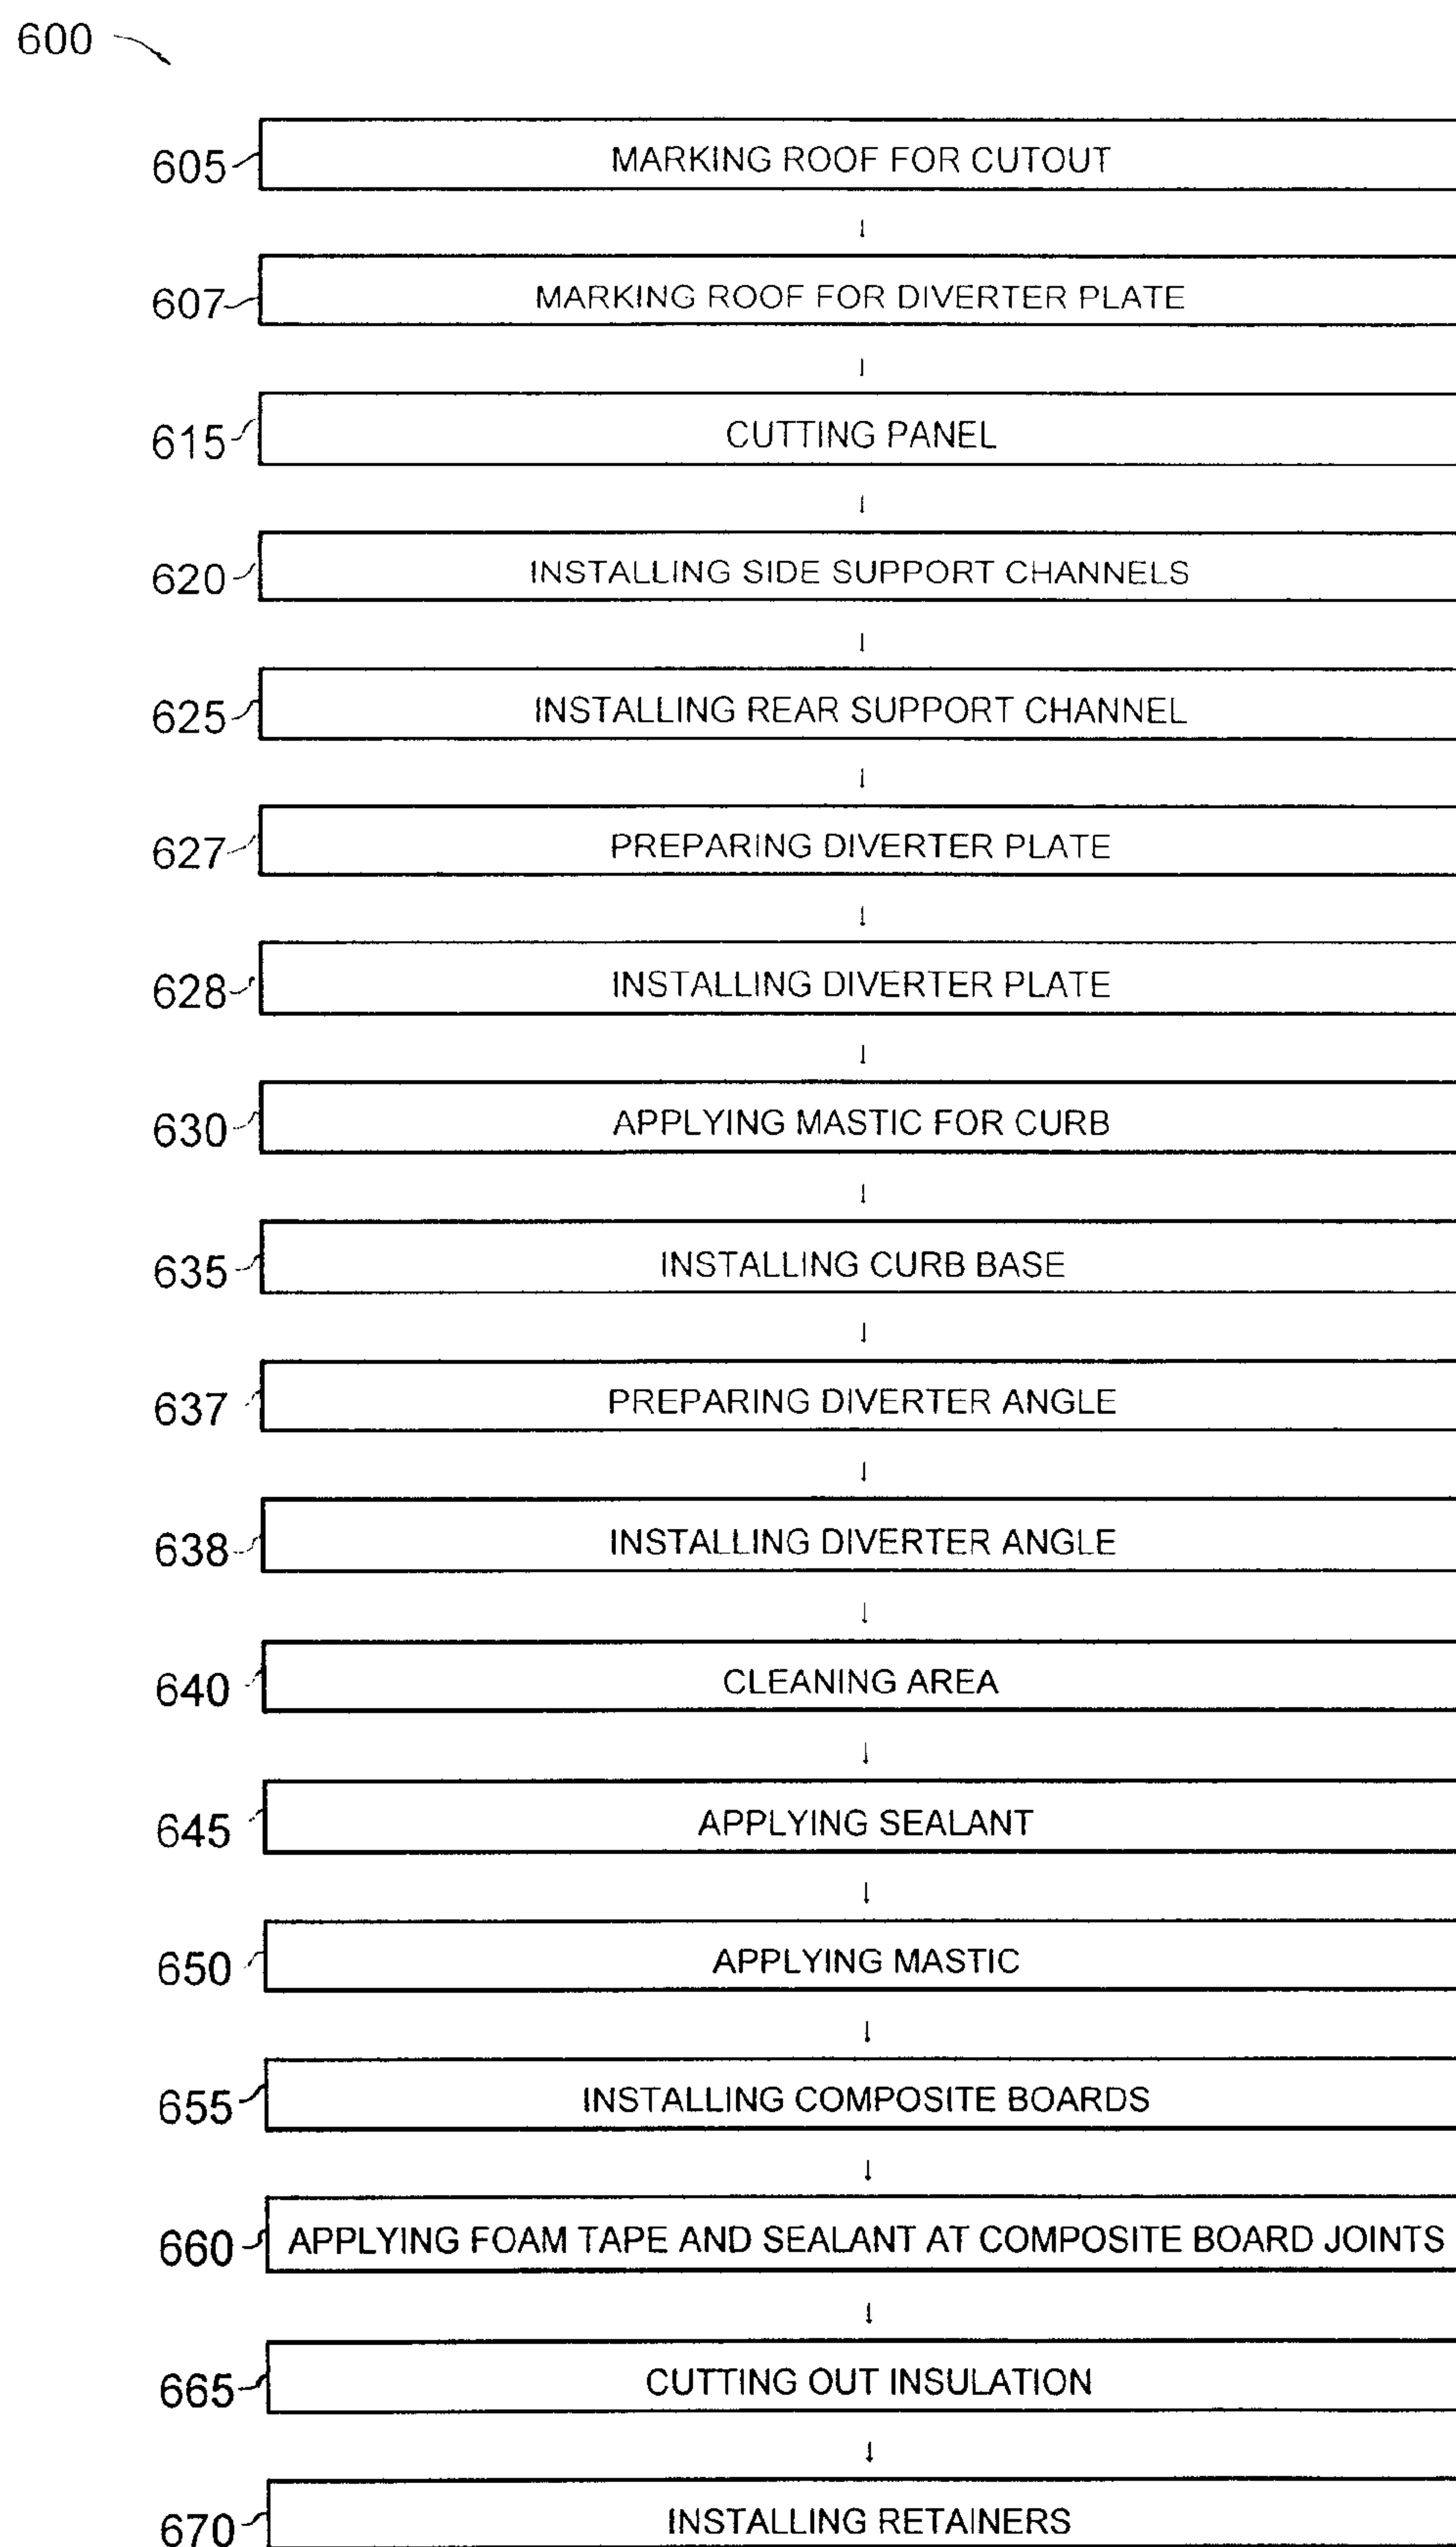 600
605 MARKING ROOF FOR CUTOUT
607 MARKING ROOF FOR DIVERTER PLATE
615 CUTTING PANEL
620 INSTALLING SIDE SUPPORT CHANNELS
625 INSTALLING REAR SUPPORT CHANNEL
627 PREPARING DIVERTER PLATE
628 INSTALLING DIVERTER PLATE
630 APPLYING MASTIC FOR CURB
635 INSTALLING CURB BASE
637 PREPARING DIVERTER ANGLE
638 INSTALLING DIVERTER ANGLE
640 CLEANING AREA
645 APPLYING SEALANT
650 APPLYING MASTIC
655 INSTALLING COMPOSITE BOARDS
660 APPLYING FOAM TAPE AND SEALANT AT COMPOSITE BOARD JOINTS
665 CUTTING OUT INSULATION
670 INSTALLING RETAINERS